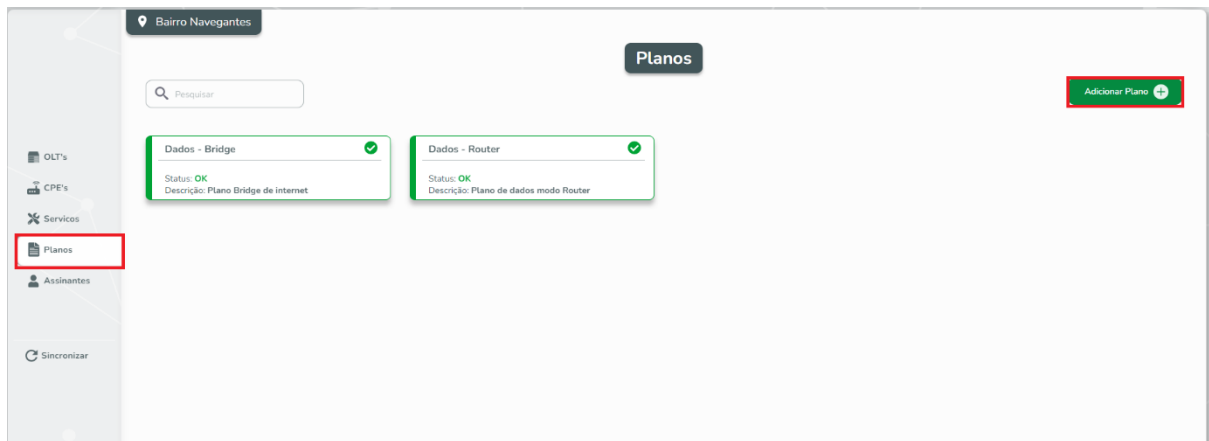 Bairro Navegantes
Planos
Pesquisar
Adicionar Plano
OLT's
CPE's
Servicos
Planos
Assinantes
Sincronizar
Dados - Bridge
Status: OK
Descrição: Plano Bridge de internet
Dados - Router
Status: OK
Descrição: Plano de dados modo Router